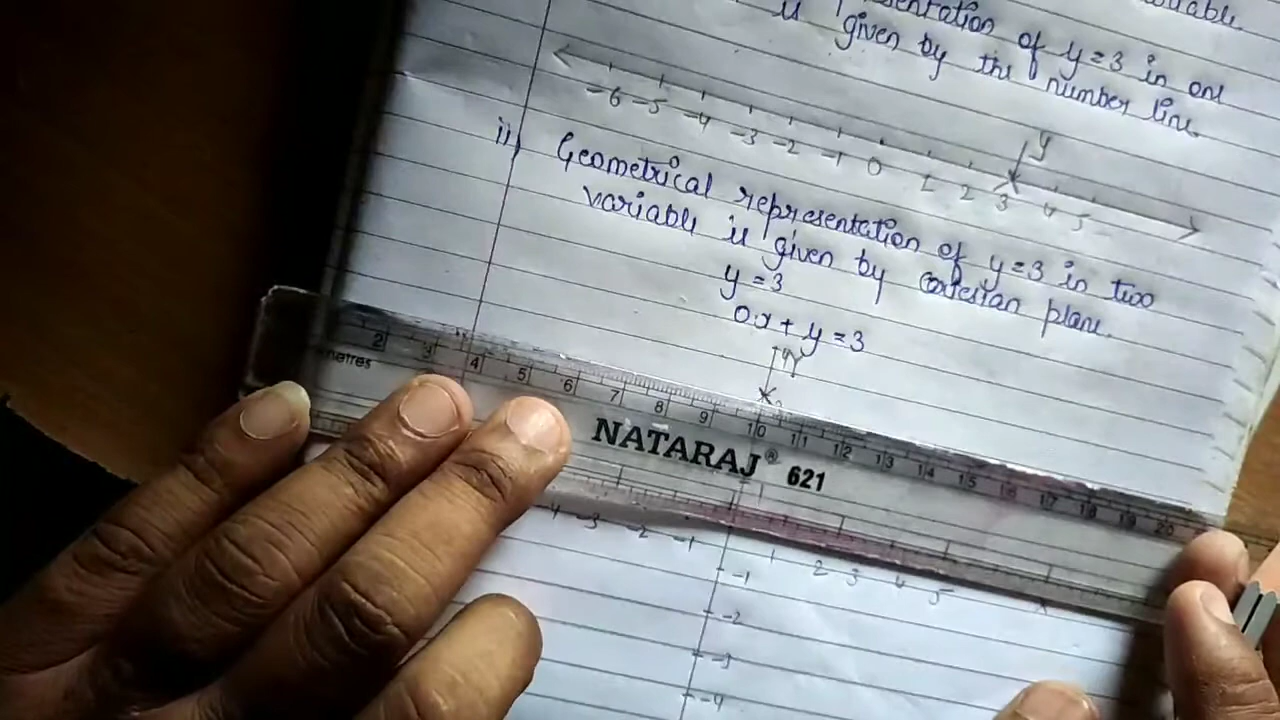 variable
representation of y = 3 in one
is given by the number line.
-6 -5 -4 -3 -2 -1 0 1 2 3 4 5
y
ii) Geometrical representation of y = 3 in two
variable is given by cartesian plane.
y = 3
0x + y = 3
Y
2 3 4 5 6 7 8 9 10 11 12 13 14 15 16 17 18 19 20
metres
NATARAJ® 621
-4 -3 -2 -1 2 3 4 5
-1
-2
-3
-4